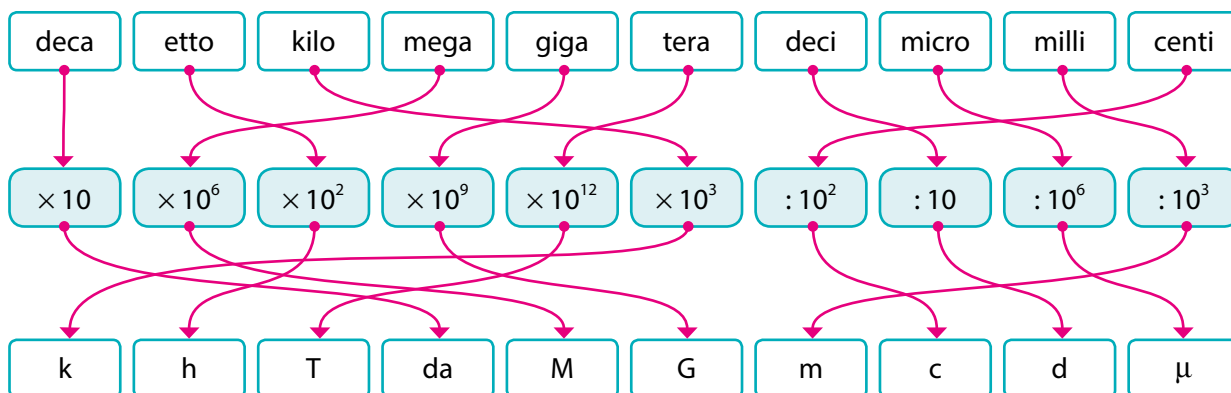 deca etto kilo mega giga tera deci micro milli centi
× 10 × 10⁶ × 10² × 10⁹ × 10¹² × 10³ : 10² : 10 : 10⁶ : 10³
k h T da M G m c d μ